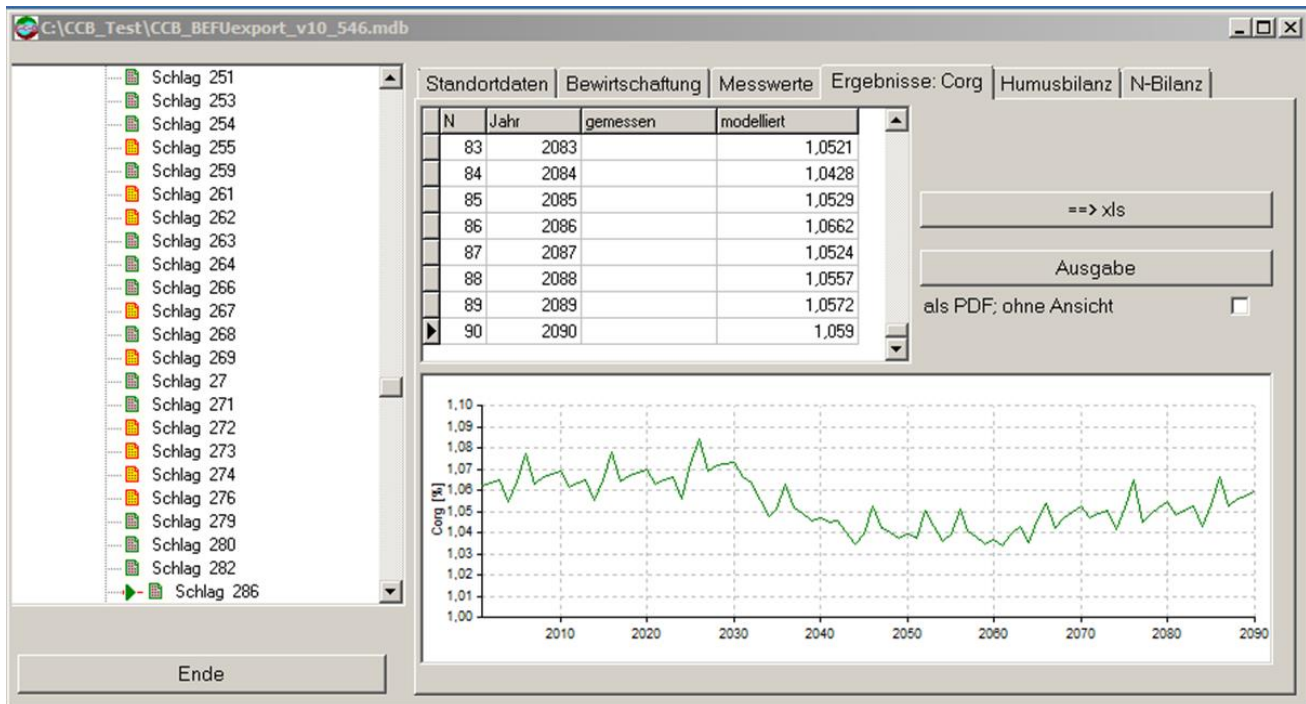 C:\CCB_Test\CCB_BEFUexport_v10_546.mdb
Schlag 251
Schlag 253
Schlag 254
Schlag 255
Schlag 259
Schlag 261
Schlag 262
Schlag 263
Schlag 264
Schlag 266
Schlag 267
Schlag 268
Schlag 269
Schlag 27
Schlag 271
Schlag 272
Schlag 273
Schlag 274
Schlag 276
Schlag 279
Schlag 280
Schlag 282
Schlag 286
Ende
Standortdaten Bewirtschaftung Messwerte Ergebnisse: Corg Humusbilanz N-Bilanz
N Jahr gemessen modelliert
83 2083 1,0521
84 2084 1,0428
85 2085 1,0529
86 2086 1,0662
87 2087 1,0524
88 2088 1,0557
89 2089 1,0572
90 2090 1,059
==> xls
Ausgabe
als PDF; ohne Ansicht
Corg [%]
1,10
1,09
1,08
1,07
1,06
1,05
1,04
1,03
1,02
1,01
1,00
2010 2020 2030 2040 2050 2060 2070 2080 2090